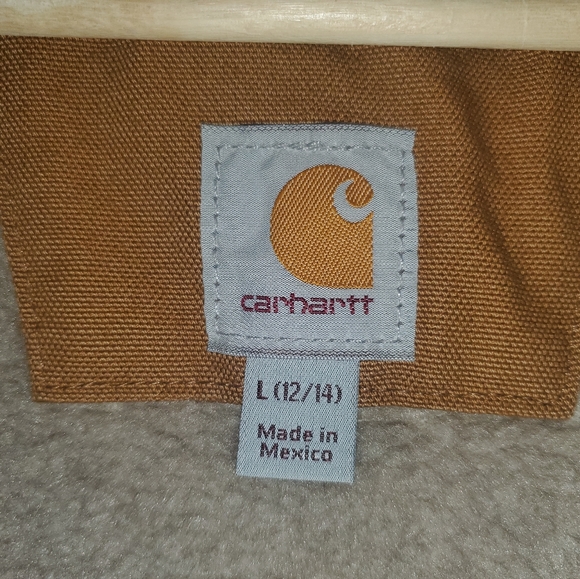 carhartt
L (12/14)
Made in
Mexico